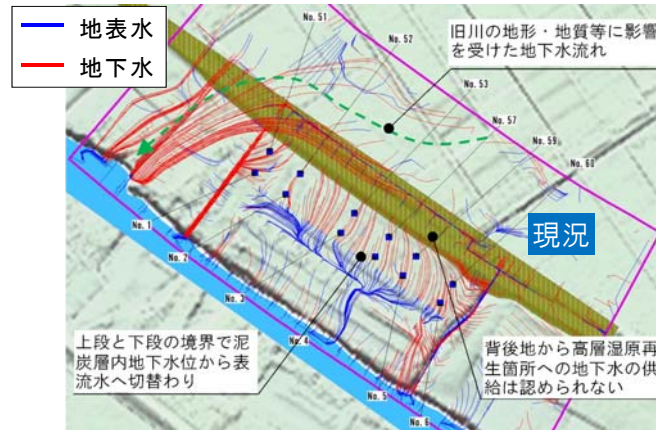 地表水
地下水
旧川の地形・地質等に影響
を受けた地下水流れ
No. 51
No. 52
No. 53
No. 57
No. 59
No. 60
現況
No. 1
No. 2
No. 3
No. 4
No. 5
No. 6
上段と下段の境界で泥
炭層内地下水位から表
流水へ切替わり
背後地から高層湿原再
生箇所への地下水の供
給は認められない